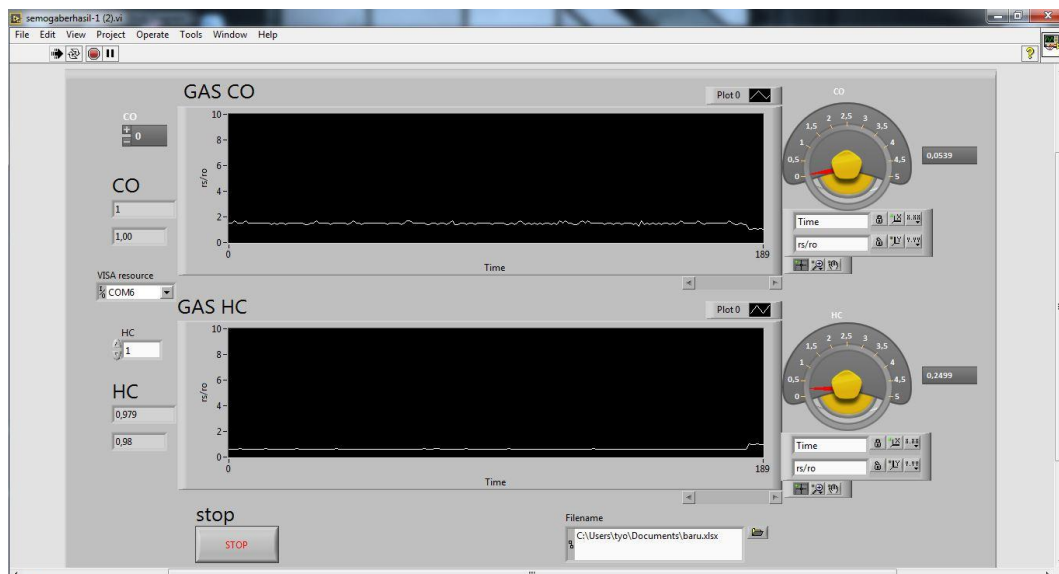 semogaberhasil-1 (2).vi
File Edit View Project Operate Tools Window Help
GAS CO
Plot 0
CO
0
CO
1
1,00
VISA resource
COM6
10
8
6
4
2
0
rs/ro
0
189
Time
CO
0
0,5
1
1,5
2
2,5
3
3,5
4
4,5
5
0,0539
Time
rs/ro
GAS HC
Plot 0
HC
1
HC
0,979
0,98
10
8
6
4
2
0
rs/ro
0
189
Time
HC
0
0,5
1
1,5
2
2,5
3
3,5
4
4,5
5
0,2499
Time
rs/ro
stop
STOP
Filename
C:\Users\tyo\Documents\baru.xlsx